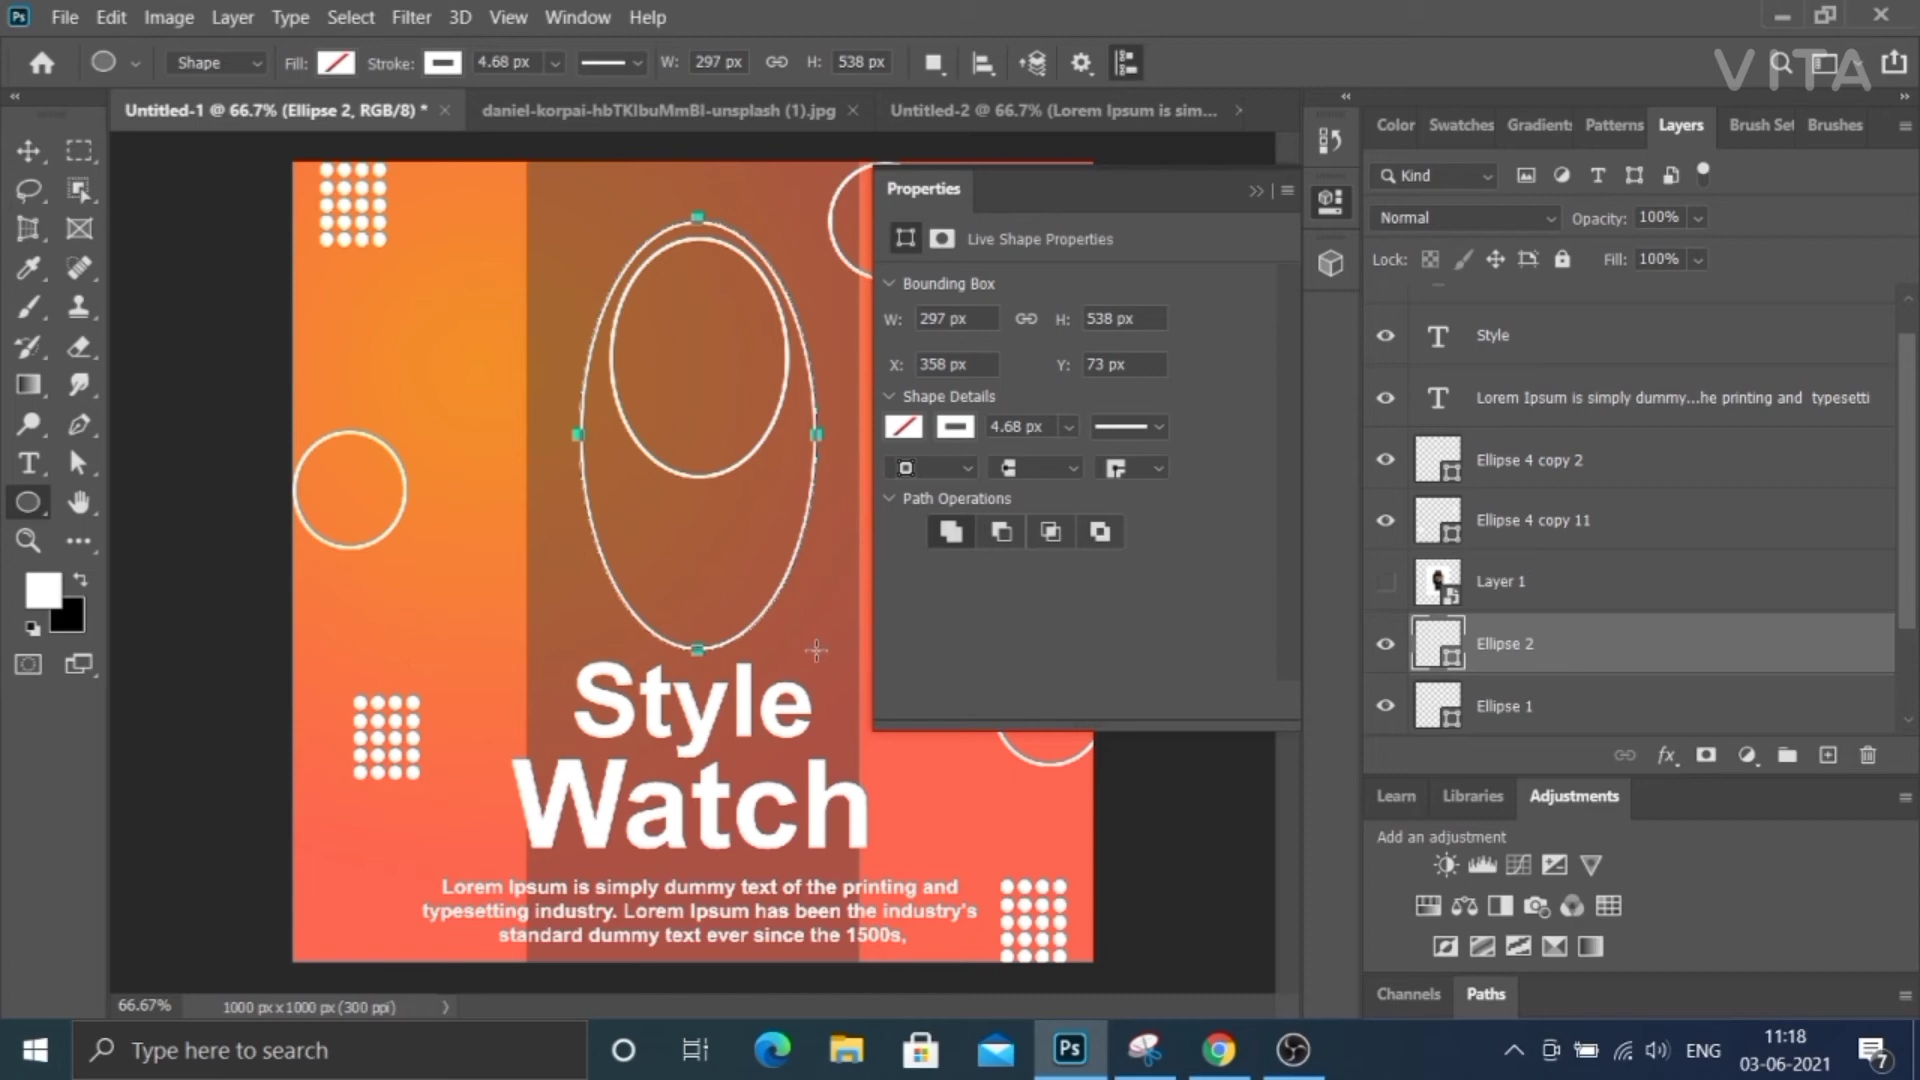 Ps File Edit Image Layer Type Select Filter 3D View Window Help
VITA
Shape Fill: Stroke: 4.68 px W: 297 px H: 538 px
Untitled-1 @ 66.7% (Ellipse 2, RGB/8) * daniel-korpai-hbTKIbuMmBI-unsplash (1).jpg Untitled-2 @ 66.7% (Lorem Ipsum is sim...
Color Swatches Gradients Patterns Layers Brush Set Brushes
Kind
Normal Opacity: 100%
Lock: Fill: 100%
Style
Lorem Ipsum is simply dummy...he printing and typesetti
Ellipse 4 copy 2
Ellipse 4 copy 11
Layer 1
Ellipse 2
Ellipse 1
fx
Learn Libraries Adjustments
Add an adjustment
Channels Paths
Properties
Live Shape Properties
Bounding Box
W: 297 px H: 538 px
X: 358 px Y: 73 px
Shape Details
4.68 px
Path Operations
Style
Watch
Lorem Ipsum is simply dummy text of the printing and
typesetting industry. Lorem Ipsum has been the industry's
standard dummy text ever since the 1500s,
66.67% 1000 px x 1000 px (300 ppi)
Type here to search
Ps
ENG
11:18
03-06-2021
7